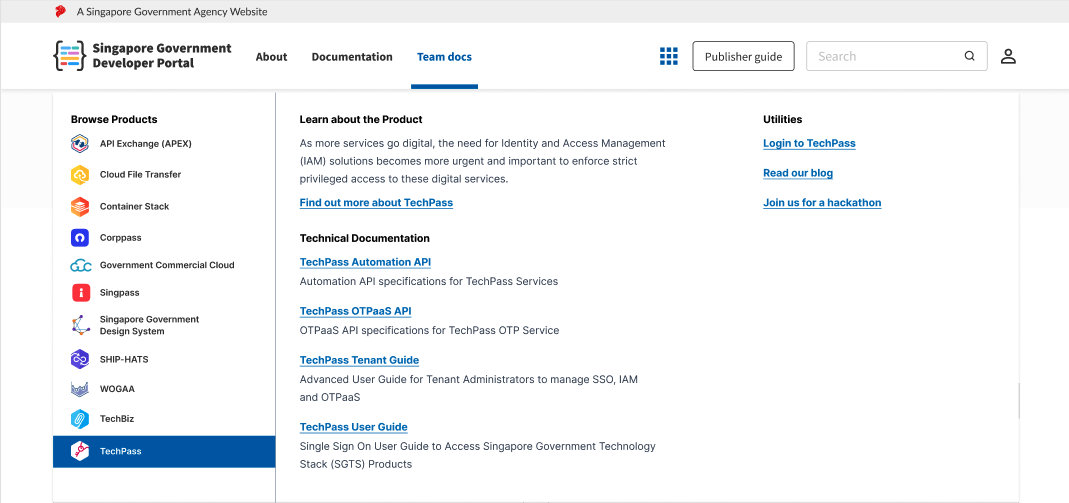 A Singapore Government Agency Website
Singapore Government
Developer Portal
About
Documentation
Team docs
Publisher guide
Search
Browse Products
API Exchange (APEX)
Cloud File Transfer
Container Stack
Corppass
Government Commercial Cloud
Singpass
Singapore Government
Design System
SHIP-HATS
WOGAA
TechBiz
TechPass
Learn about the Product
As more services go digital, the need for Identity and Access Management
(IAM) solutions becomes more urgent and important to enforce strict
privileged access to these digital services.
Find out more about TechPass
Technical Documentation
TechPass Automation API
Automation API specifications for TechPass Services
TechPass OTPaaS API
OTPaaS API specifications for TechPass OTP Service
TechPass Tenant Guide
Advanced User Guide for Tenant Administrators to manage SSO, IAM
and OTPaaS
TechPass User Guide
Single Sign On User Guide to Access Singapore Government Technology
Stack (SGTS) Products
Utilities
Login to TechPass
Read our blog
Join us for a hackathon